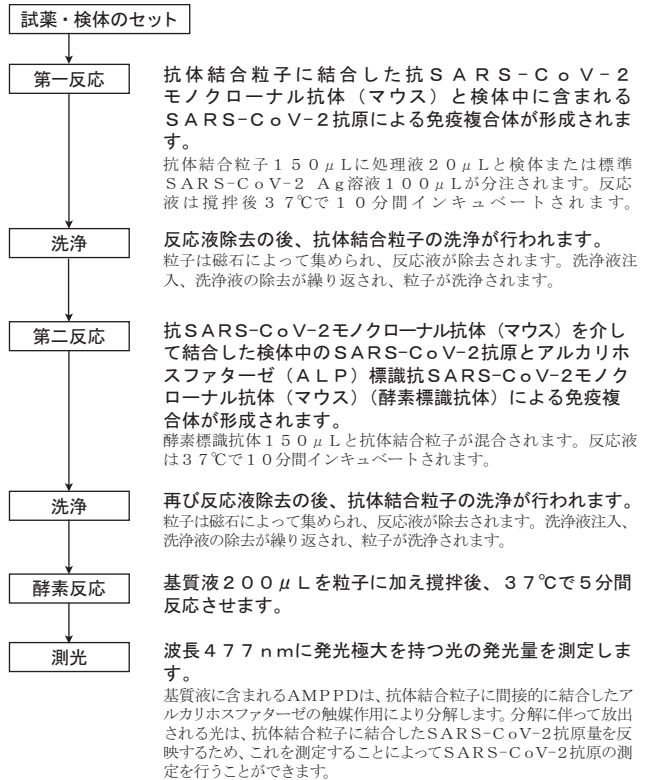 試薬・検体のセット
第一反応
抗体結合粒子に結合した抗ＳＡＲＳ-ＣｏＶ-２
モノクローナル抗体（マウス）と検体中に含まれる
ＳＡＲＳ-ＣｏＶ-２抗原による免疫複合体が形成されま
す。
抗体結合粒子１５０μＬに処理液２０μＬと検体または標準
ＳＡＲＳ-ＣｏＶ-２ Ａｇ溶液１００μＬが分注されます。反応
液は攪拌後３７℃で１０分間インキュベートされます。
洗浄
反応液除去の後、抗体結合粒子の洗浄が行われます。
粒子は磁石によって集められ、反応液が除去されます。洗浄液注
入、洗浄液の除去が繰り返され、粒子が洗浄されます。
第二反応
抗ＳＡＲＳ-ＣｏＶ-２モノクローナル抗体（マウス）を介し
て結合した検体中のＳＡＲＳ-ＣｏＶ-２抗原とアルカリホ
スファターゼ（ＡＬＰ）標識抗ＳＡＲＳ-ＣｏＶ-２モノク
ローナル抗体（マウス）（酵素標識抗体）による免疫複
合体が形成されます。
酵素標識抗体１５０μＬと抗体結合粒子が混合されます。反応液
は３７℃で１０分間インキュベートされます。
洗浄
再び反応液除去の後、抗体結合粒子の洗浄が行われます。
粒子は磁石によって集められ、反応液が除去されます。洗浄液注入、
洗浄液の除去が繰り返され、粒子が洗浄されます。
酵素反応
基質液２００μＬを粒子に加え攪拌後、３７℃で５分間
反応させます。
測光
波長４７７ｎｍに発光極大を持つ光の発光量を測定しま
す。
基質液に含まれるＡＭＰＰＤは、抗体結合粒子に間接的に結合したア
ルカリホスファターゼの触媒作用により分解します。分解に伴って放出
される光は、抗体結合粒子に結合したＳＡＲＳ-ＣｏＶ-２抗原量を反
映するため、これを測定することによってＳＡＲＳ-ＣｏＶ-２抗原の測
定を行うことができます。